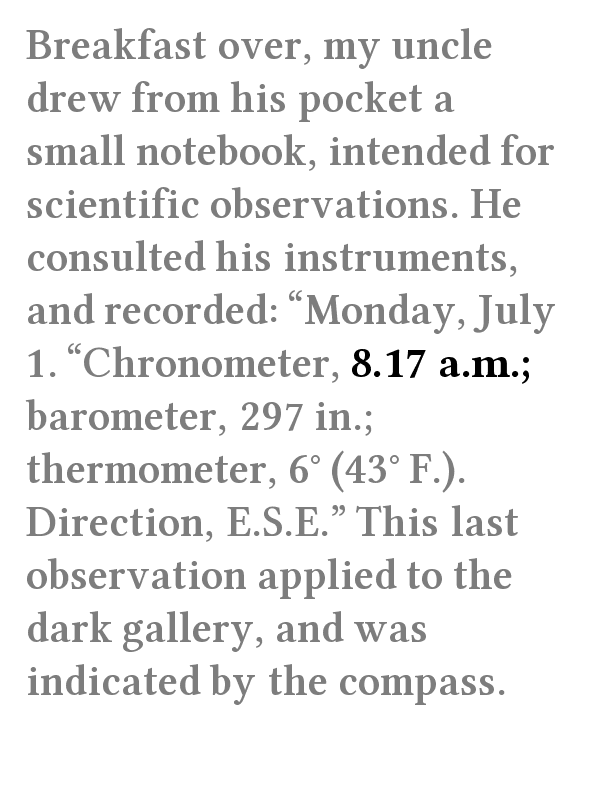 Breakfast over, my uncle
drew from his pocket a
small notebook, intended for
scientific observations. He
consulted his instruments,
and recorded: “Monday, July
1. “Chronometer, 8.17 a.m.;
barometer, 297 in.;
thermometer, 6° (43° F.).
Direction, E.S.E.” This last
observation applied to the
dark gallery, and was
indicated by the compass.